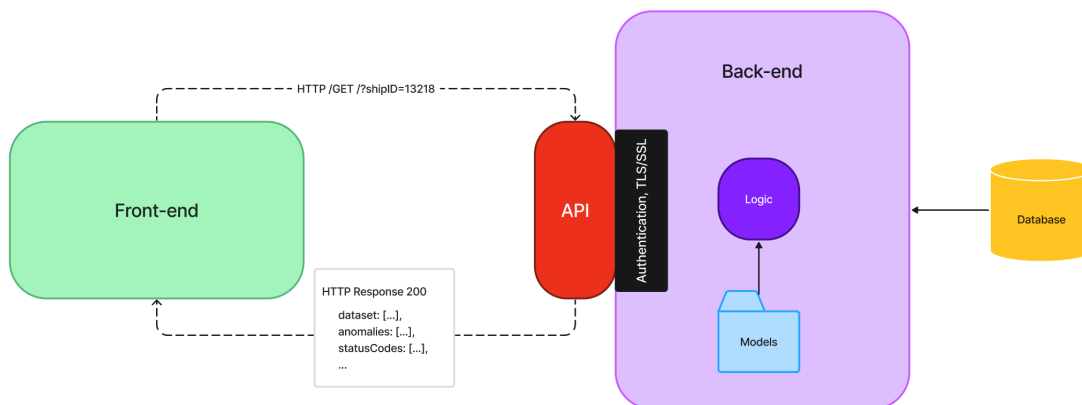 Back-end
HTTP /GET /?shipID=13218
Front-end
API
Authentication, TLS/SSL
Logic
Database
HTTP Response 200
dataset: [...],
anomalies: [...],
statusCodes: [...],
...
Models